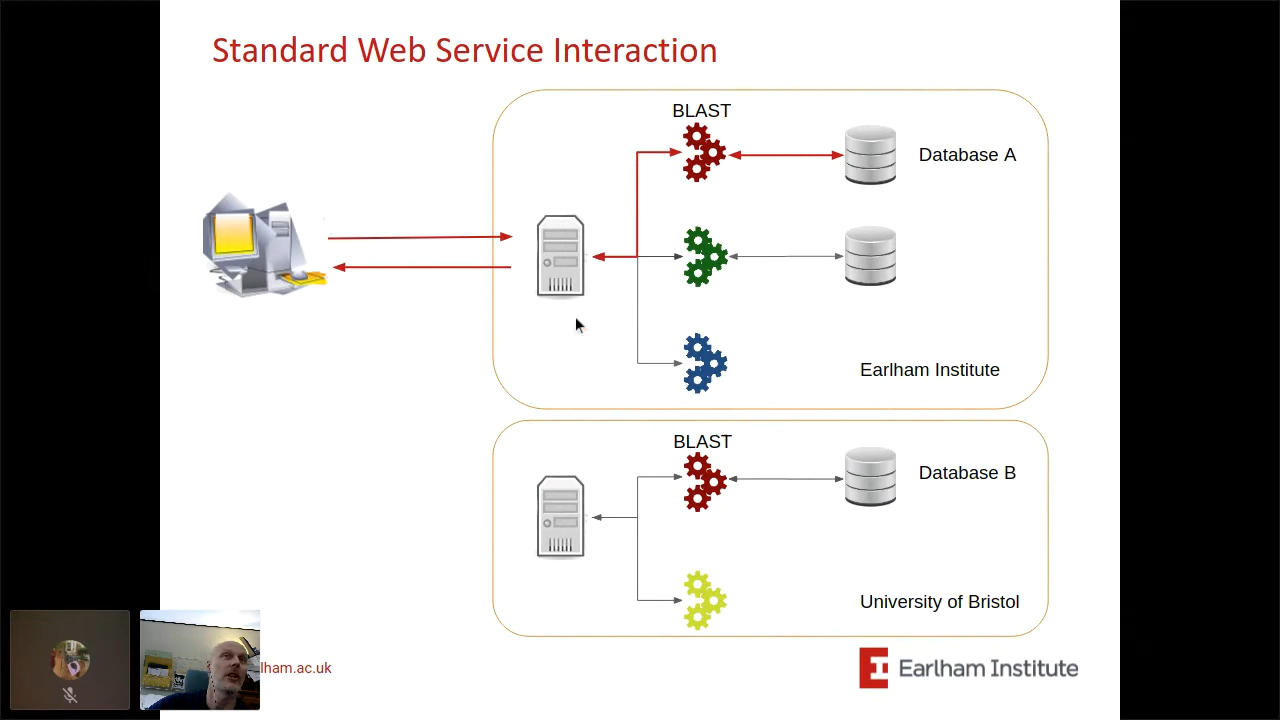 Standard Web Service Interaction
BLAST
Database A
Earlham Institute
BLAST
Database B
University of Bristol
lham.ac.uk
Earlham Institute